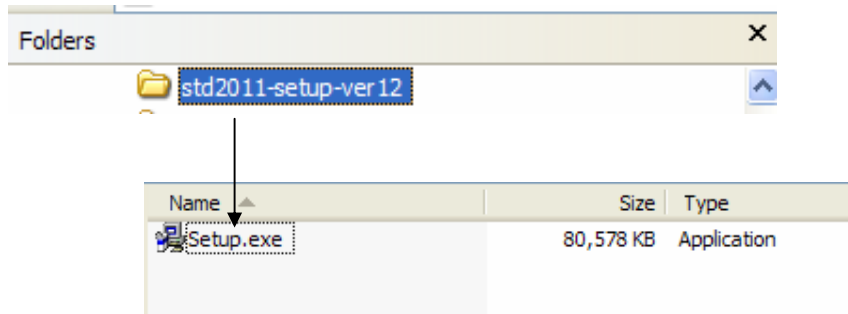 Folders
std2011-setup-ver12
Name Size Type
Setup.exe 80,578 KB Application